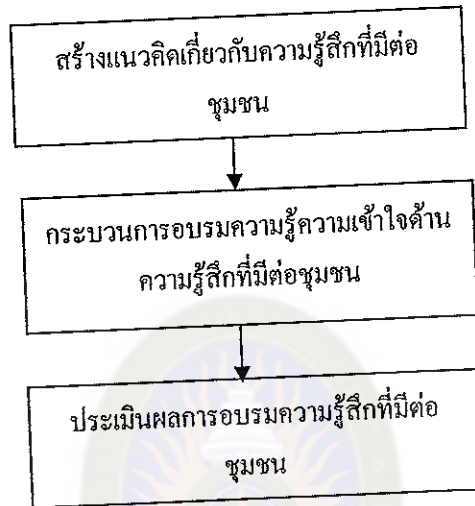 สร้างแนวคิดเกี่ยวกับความรู้สึกที่มีต่อ
ชุมชน
กระบวนการอบรมความรู้ความเข้าใจด้าน
ความรู้สึกที่มีต่อชุมชน
ประเมินผลการอบรมความรู้สึกที่มีต่อ
ชุมชน